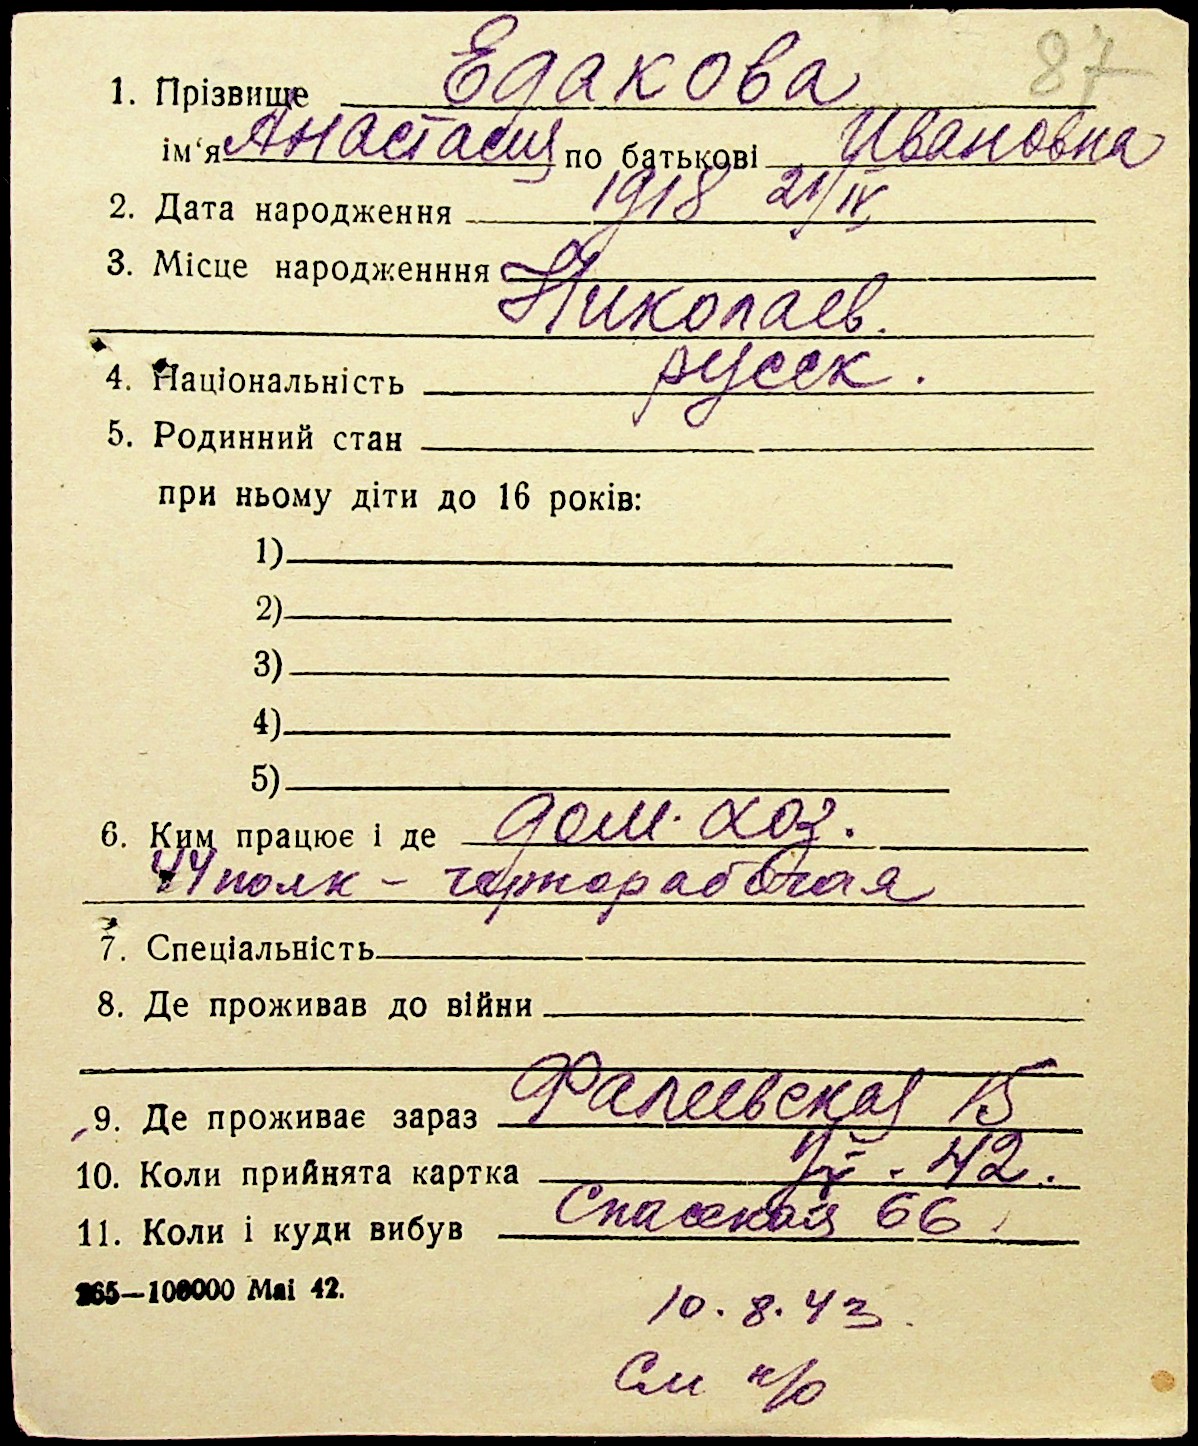 87
1. Прізвище Едакова
ім'я Анастасия по батькові Ивановна
2. Дата народження 1918 21/IV
3. Місце народженння
Николаев.
4. Національність русск.
5. Родинний стан
при ньому діти до 16 років:
1)
2)
3)
4)
5)
6. Ким працює і де дом. хоз.
44 полк – чернорабочая
7. Спеціальність
8. Де проживав до війни
9. Де проживає зараз Фалеевская 15
10. Коли прийнята картка 42.
11. Коли і куди вибув Спасская 66.
265—100000 Маі 42.
10.8.43.
См н/о